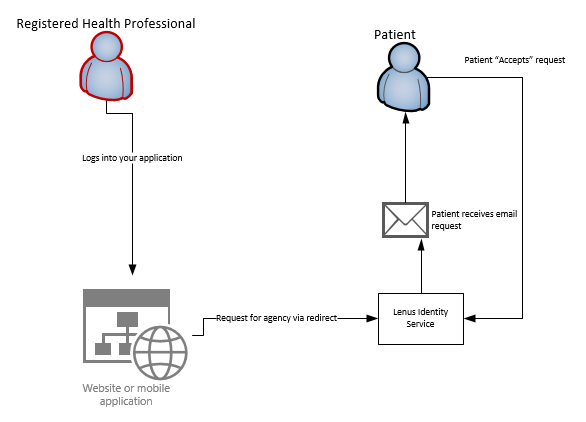 Registered Health Professional
Patient
Patient “Accepts” request
Logs into your application
Patient receives email
request
Request for agency via redirect
Lenus Identity
Service
Website or mobile
application